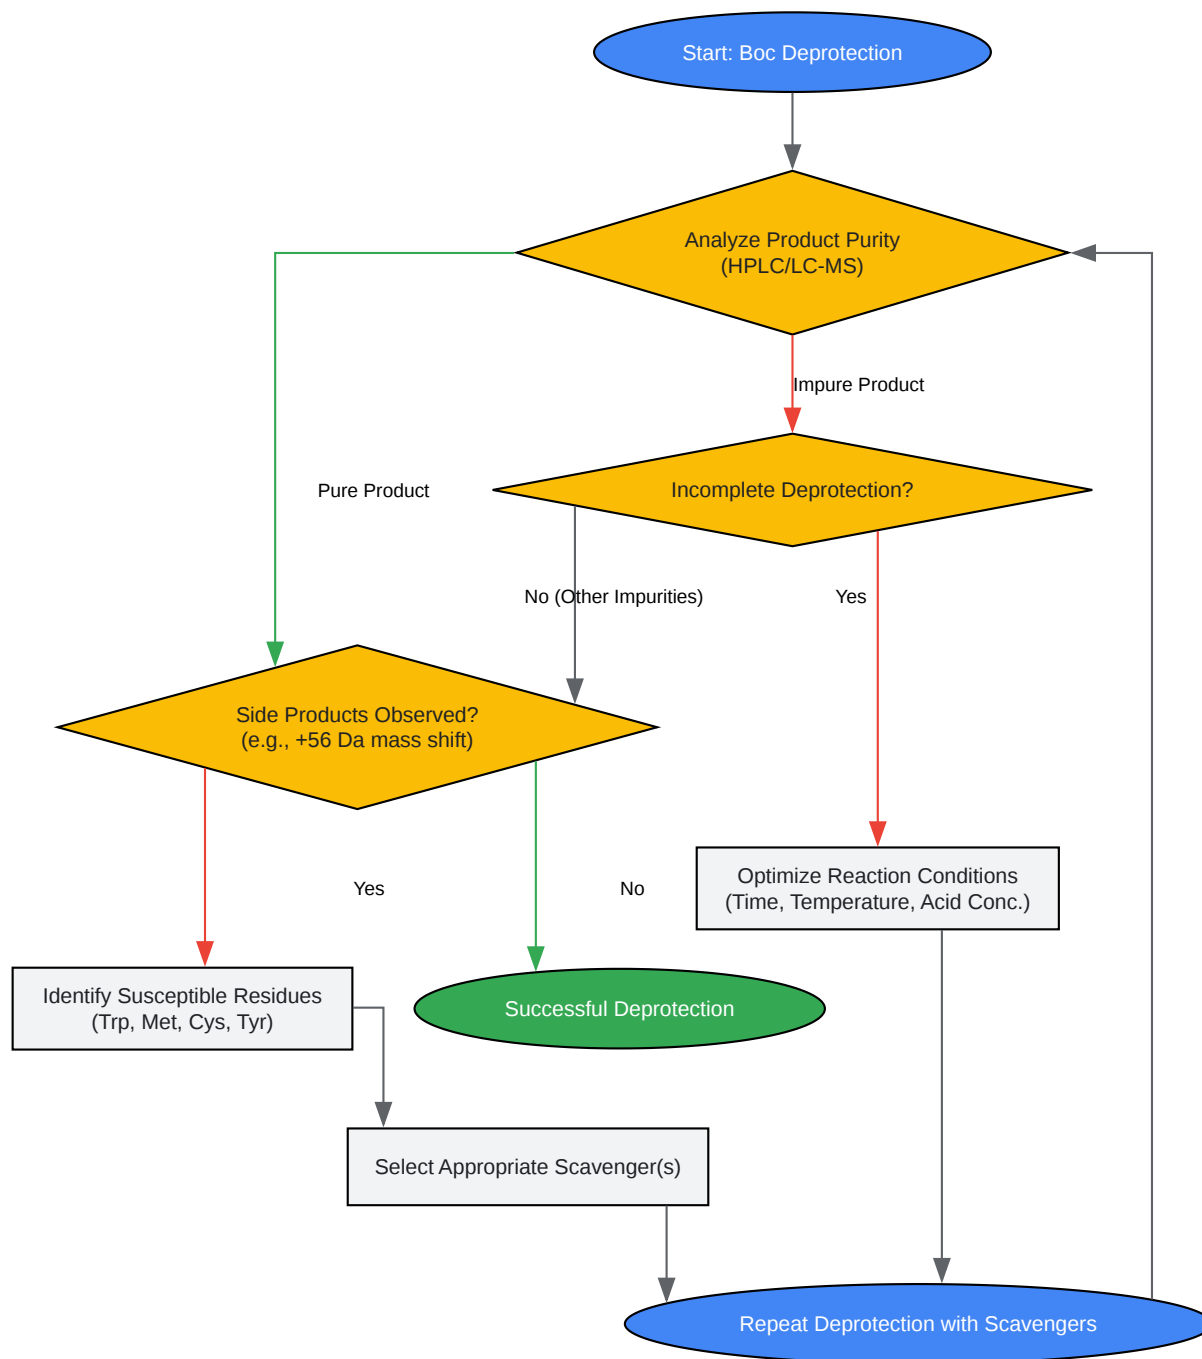 Start: Boc Deprotection
Analyze Product Purity
(HPLC/LC-MS)
Impure Product
Pure Product
Incomplete Deprotection?
No (Other Impurities)
Yes
Side Products Observed?
(e.g., +56 Da mass shift)
Yes
No
Optimize Reaction Conditions
(Time, Temperature, Acid Conc.)
Identify Susceptible Residues
(Trp, Met, Cys, Tyr)
Successful Deprotection
Select Appropriate Scavenger(s)
Repeat Deprotection with Scavengers